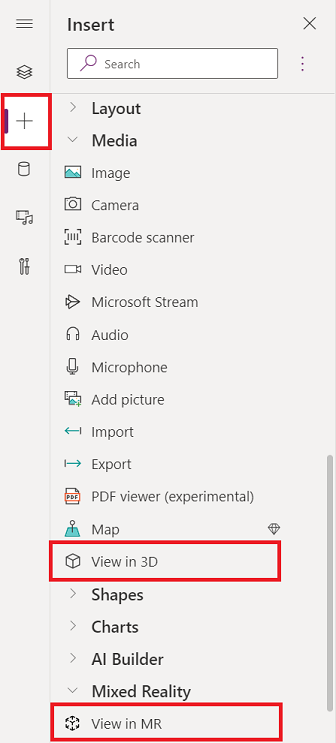 Insert
Search
Layout
Media
Image
Camera
Barcode scanner
Video
Microsoft Stream
Audio
Microphone
Add picture
Import
Export
PDF PDF viewer (experimental)
Map
View in 3D
Shapes
Charts
AI Builder
Mixed Reality
View in MR